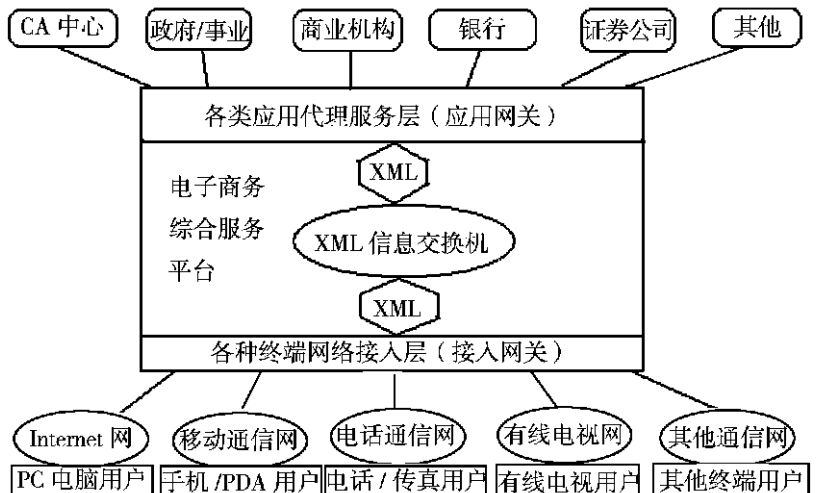 CA 中心
政府/事业
商业机构
银行
证券公司
其他
各类应用代理服务层（应用网关）
XML
电子商务
综合服务
平台
XML 信息交换机
XML
各种终端网络接入层（接入网关）
Internet 网
移动通信网
电话通信网
有线电视网
其他通信网
PC 电脑用户
手机 /PDA 用户
电话 / 传真用户
有线电视用户
其他终端用户